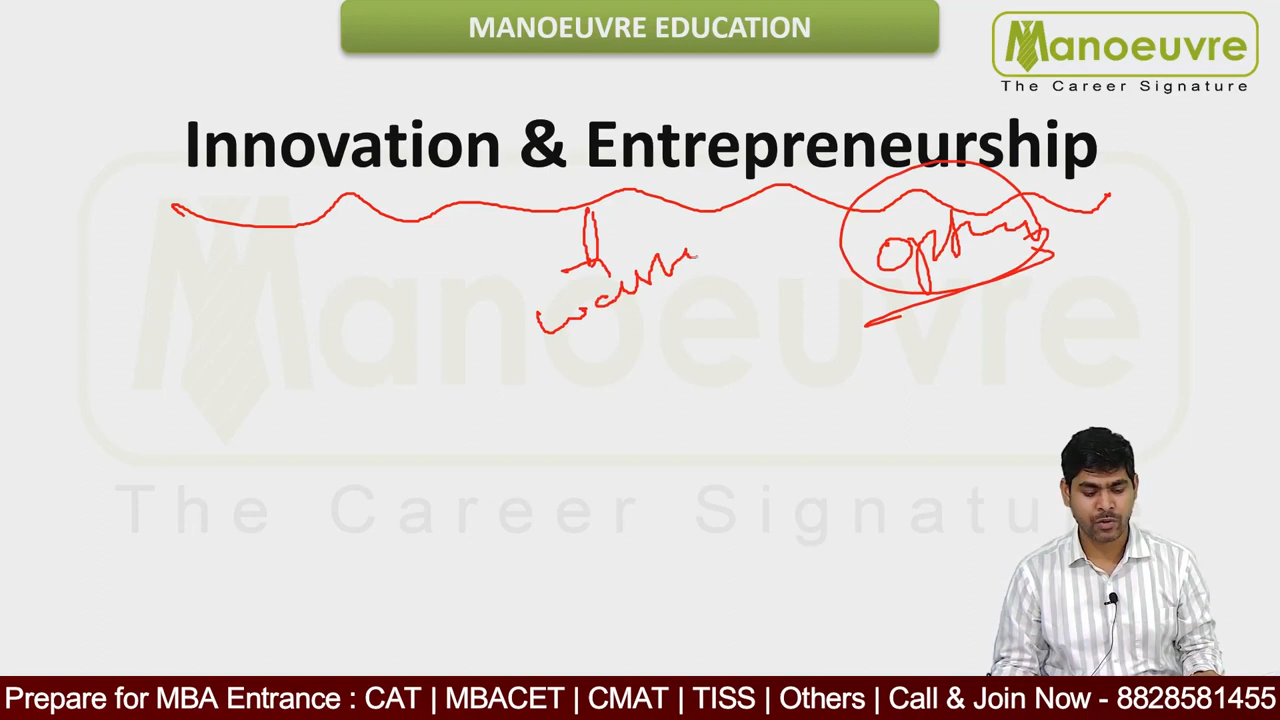 MANOEUVRE EDUCATION
Manoeuvre
The Career Signature
Innovation & Entrepreneurship
Manoeuvre
The Career Signature
Prepare for MBA Entrance : CAT | MBACET | CMAT | TISS | Others | Call & Join Now - 8828581455